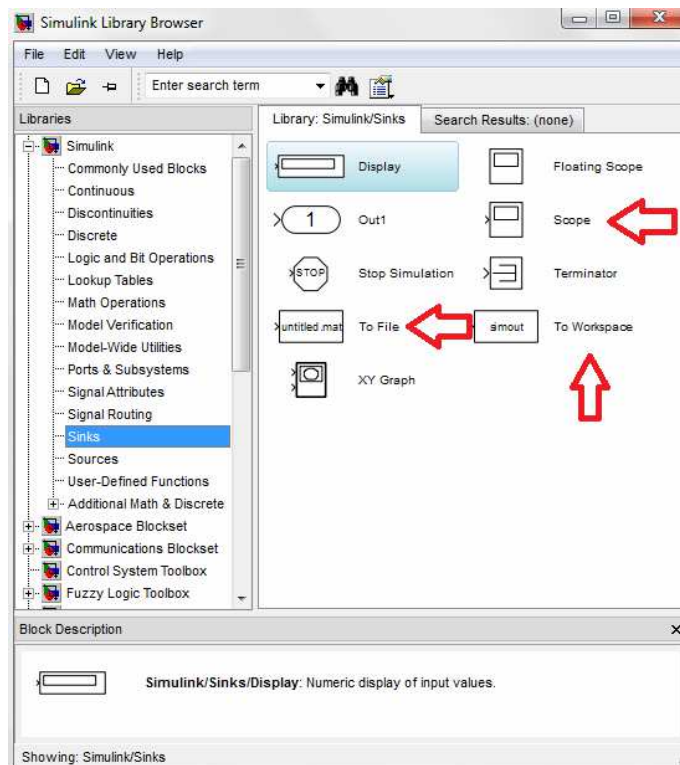 Simulink Library Browser
File Edit View Help
Enter search term
Libraries
Library: Simulink/Sinks
Search Results: (none)
Simulink
Commonly Used Blocks
Continuous
Discontinuities
Discrete
Logic and Bit Operations
Lookup Tables
Math Operations
Model Verification
Model-Wide Utilities
Ports & Subsystems
Signal Attributes
Signal Routing
Sinks
Sources
User-Defined Functions
Additional Math & Discrete
Aerospace Blockset
Communications Blockset
Control System Toolbox
Fuzzy Logic Toolbox
Display
Floating Scope
1 Out1
Scope
STOP Stop Simulation
Terminator
untitled.mat To File
simout To Workspace
XY Graph
Block Description
Simulink/Sinks/Display: Numeric display of input values.
Showing: Simulink/Sinks